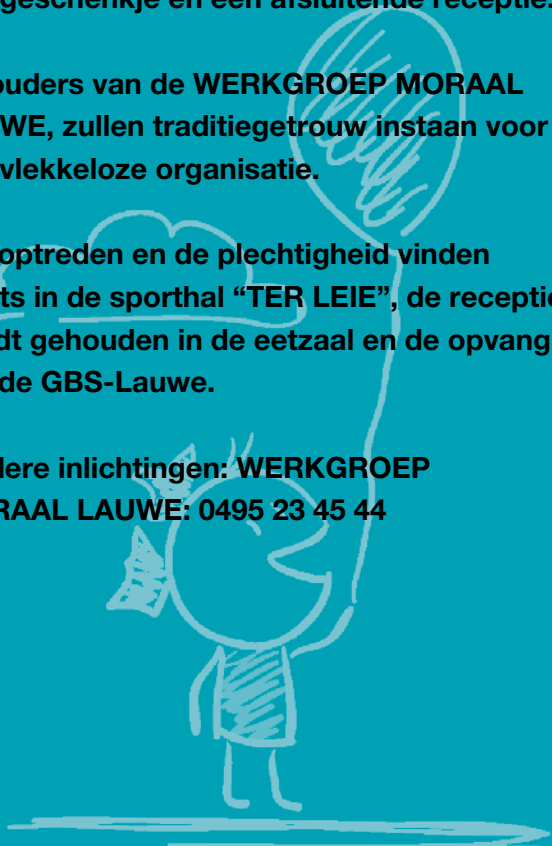 geschenkje en een afsluitende receptie.
ouders van de WERKGROEP MORAAL
WE, zullen traditiegetrouw instaan voor
vlekkeloze organisatie.
optreden en de plechtigheid vinden
ts in de sporthal “TER LEIE”, de receptie
dt gehouden in de eetzaal en de opvang
de GBS-Lauwe.
dere inlichtingen: WERKGROEP
RAAL LAUWE: 0495 23 45 44